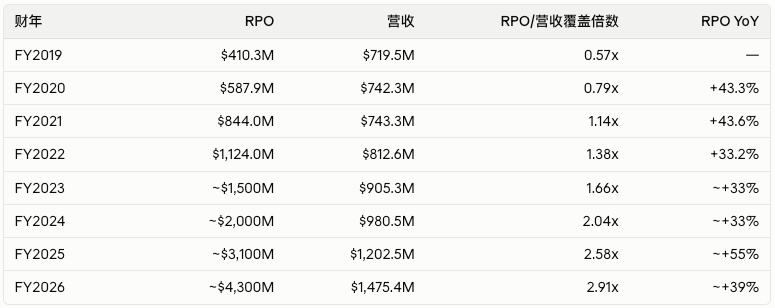 财年 RPO 营收 RPO/营收覆盖倍数 RPO YoY
FY2019 $410.3M $719.5M 0.57x —
FY2020 $587.9M $742.3M 0.79x +43.3%
FY2021 $844.0M $743.3M 1.14x +43.6%
FY2022 $1,124.0M $812.6M 1.38x +33.2%
FY2023 ~$1,500M $905.3M 1.66x ~+33%
FY2024 ~$2,000M $980.5M 2.04x ~+33%
FY2025 ~$3,100M $1,202.5M 2.58x ~+55%
FY2026 ~$4,300M $1,475.4M 2.91x ~+39%